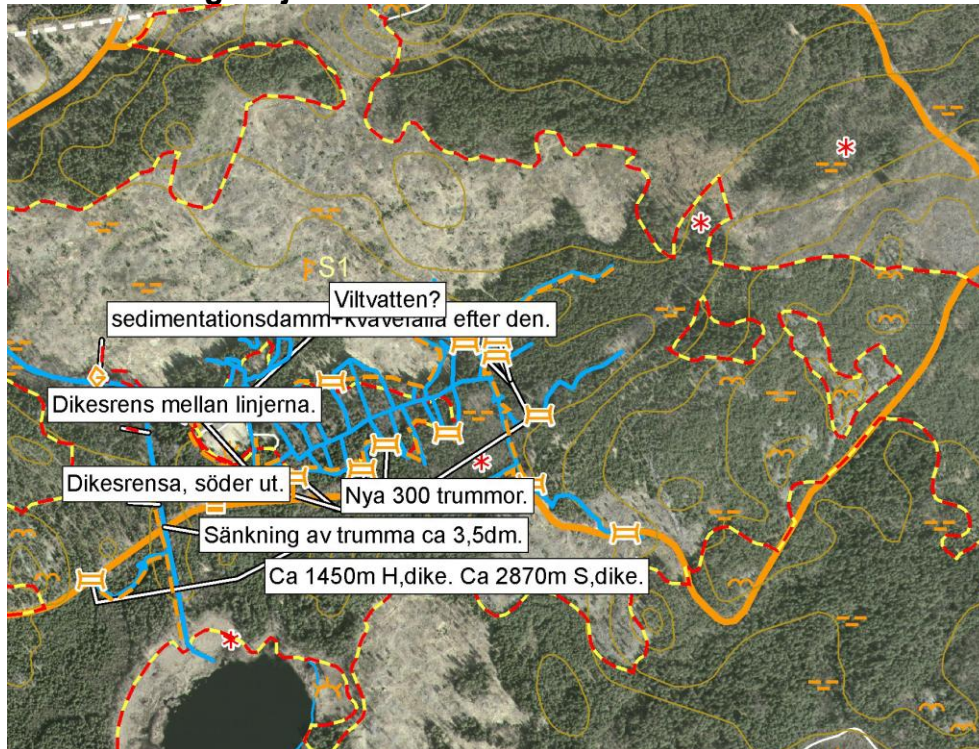 S1
Viltvatten?
sedimentationsdamm+kvävefälla efter den.
Dikesrens mellan linjerna.
Dikesrensa, söder ut.
Nya 300 trummor.
Sänkning av trumma ca 3,5dm.
Ca 1450m H,dike. Ca 2870m S,dike.